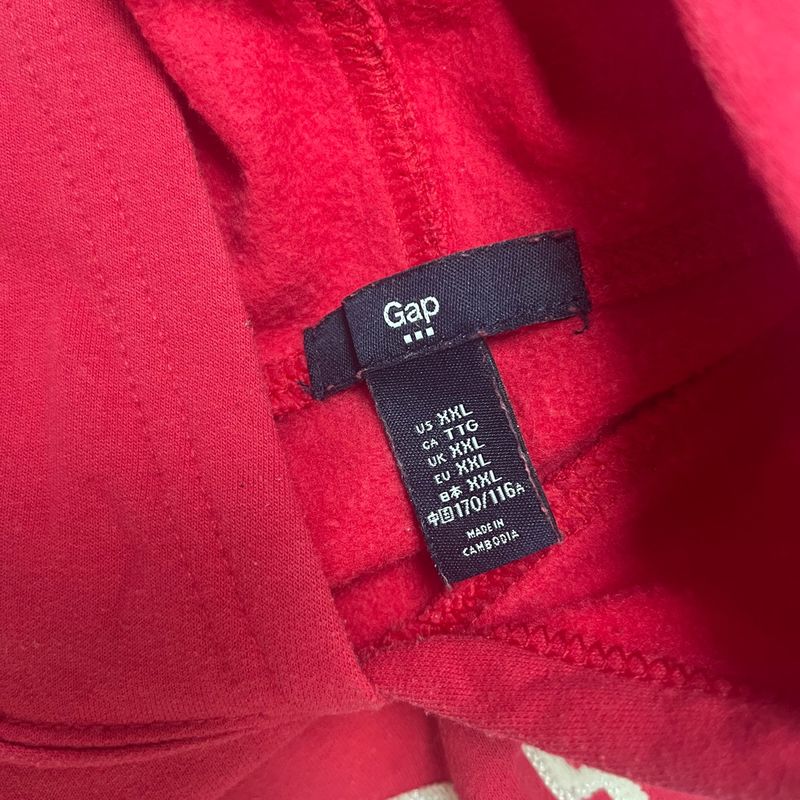 Gap
US XXL
CA TTG
UK XXL
EU XXL
日本 XXL
中国170/116A
MADE IN
CAMBODIA